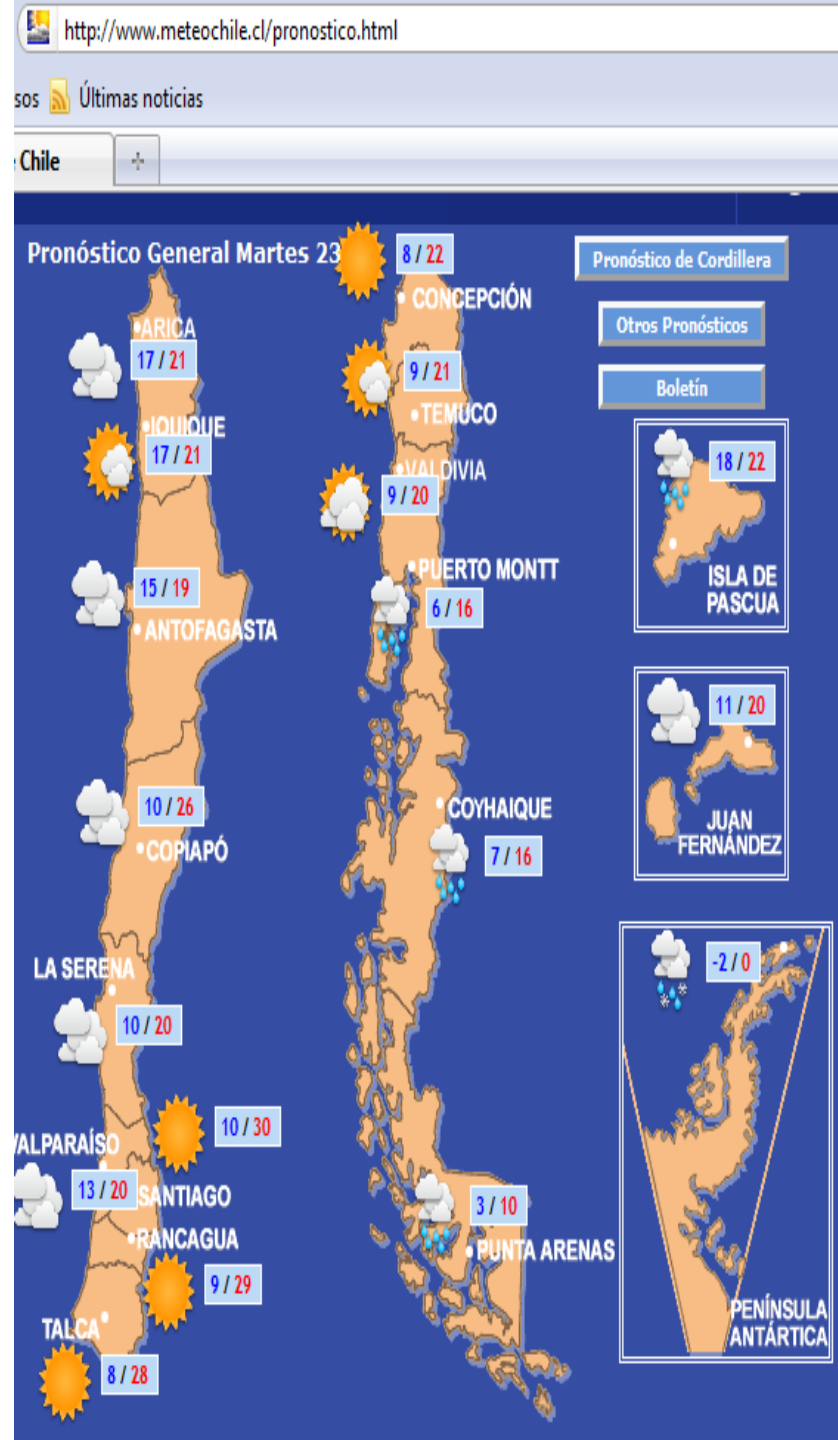 http://www.meteochile.cl/pronostico.html
sos Últimas noticias
Chile
Pronóstico General Martes 23
ARICA
17 / 21
IQUIQUE
17 / 21
15 / 19
ANTOFAGASTA
10 / 26
COPIAPÓ
LA SERENA
10 / 20
10 / 30
VALPARAÍSO
13 / 20
SANTIAGO
RANCAGUA
9 / 29
TALCA
8 / 28
8 / 22
CONCEPCIÓN
9 / 21
TEMUCO
VALDIVIA
9 / 20
PUERTO MONTT
6 / 16
COYHAIQUE
7 / 16
3 / 10
PUNTA ARENAS
Pronóstico de Cordillera
Otros Pronósticos
Boletín
18 / 22
ISLA DE
PASCUA
11 / 20
JUAN
FERNÁNDEZ
-2 / 0
PENÍNSULA
ANTÁRTICA